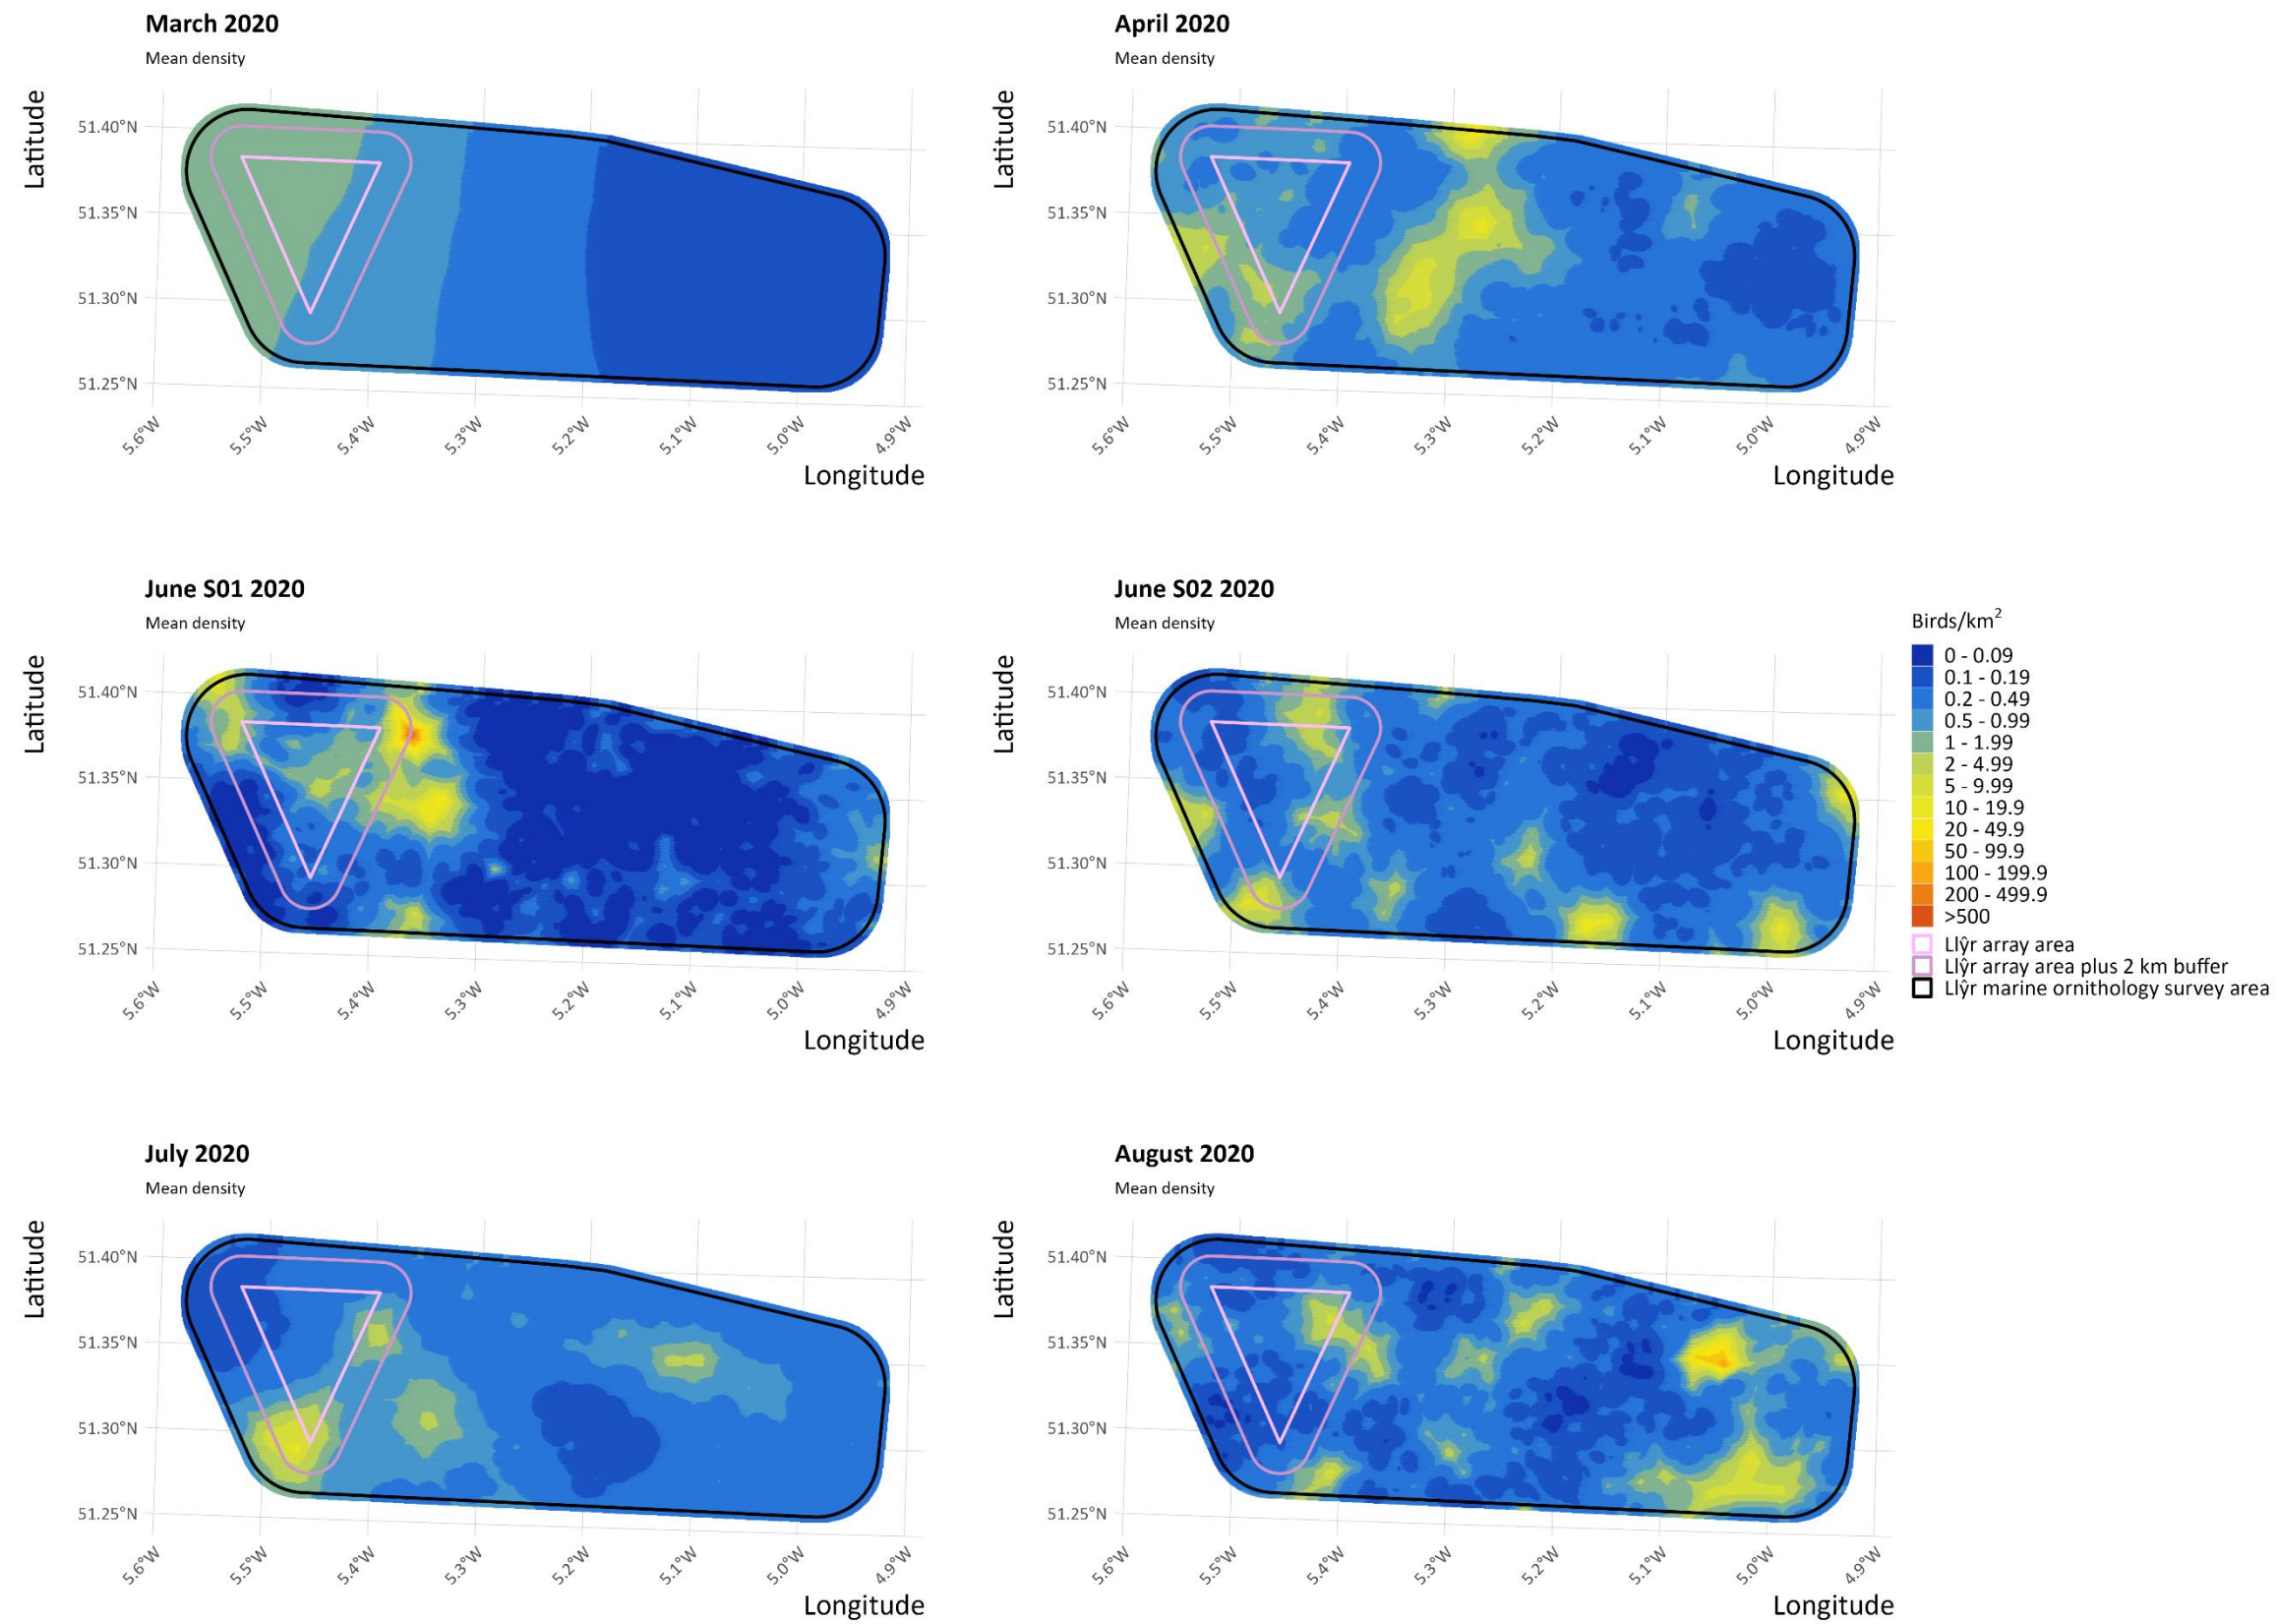 March 2020
Mean density
Latitude
51.40°N
51.35°N
51.30°N
51.25°N
5.6°W
5.5°W
5.4°W
5.3°W
5.2°W
5.1°W
5.0°W
4.9°W
Longitude
April 2020
Mean density
Latitude
51.40°N
51.35°N
51.30°N
51.25°N
5.6°W
5.5°W
5.4°W
5.3°W
5.2°W
5.1°W
5.0°W
4.9°W
Longitude
June S01 2020
Mean density
Latitude
51.40°N
51.35°N
51.30°N
51.25°N
5.6°W
5.5°W
5.4°W
5.3°W
5.2°W
5.1°W
5.0°W
4.9°W
Longitude
June S02 2020
Mean density
Latitude
51.40°N
51.35°N
51.30°N
51.25°N
5.6°W
5.5°W
5.4°W
5.3°W
5.2°W
5.1°W
5.0°W
4.9°W
Longitude
Birds/km²
0 - 0.09
0.1 - 0.19
0.2 - 0.49
0.5 - 0.99
1 - 1.99
2 - 4.99
5 - 9.99
10 - 19.9
20 - 49.9
50 - 99.9
100 - 199.9
200 - 499.9
>500
Llŷr array area
Llŷr array area plus 2 km buffer
Llŷr marine ornithology survey area
July 2020
Mean density
Latitude
51.40°N
51.35°N
51.30°N
51.25°N
5.6°W
5.5°W
5.4°W
5.3°W
5.2°W
5.1°W
5.0°W
4.9°W
Longitude
August 2020
Mean density
Latitude
51.40°N
51.35°N
51.30°N
51.25°N
5.6°W
5.5°W
5.4°W
5.3°W
5.2°W
5.1°W
5.0°W
4.9°W
Longitude